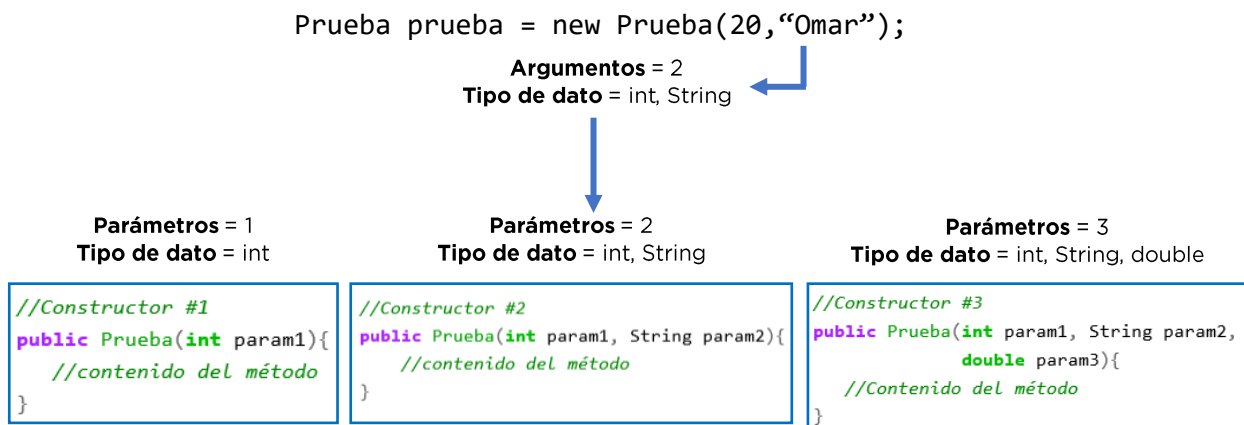 Prueba prueba = new Prueba(20,“Omar”);
Argumentos = 2
Tipo de dato = int, String
Parámetros = 1
Tipo de dato = int
//Constructor #1
public Prueba(int param1){
//contenido del método
}
Parámetros = 2
Tipo de dato = int, String
//Constructor #2
public Prueba(int param1, String param2){
//contenido del método
}
Parámetros = 3
Tipo de dato = int, String, double
//Constructor #3
public Prueba(int param1, String param2,
double param3){
//Contenido del método
}